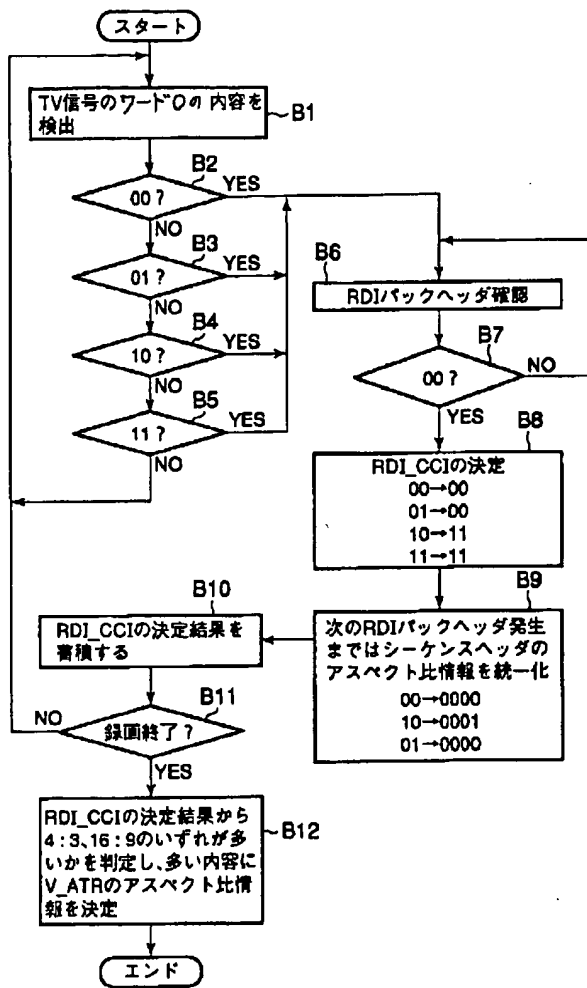 スタート
TV信号のワード0の内容を
検出
B1
B2
00？
YES
NO
B3
01？
YES
NO
B4
10？
YES
NO
B5
11？
YES
NO
B6
RDIパックヘッダ確認
B7
00？
NO
YES
B8
RDI_CCIの決定
00→00
01→00
10→11
11→11
B9
次のRDIパックヘッダ発生
まではシーケンスヘッダの
アスペクト比情報を統一化
00→0000
10→0001
01→0000
B10
RDI_CCIの決定結果を
蓄積する
B11
録画終了？
NO
YES
B12
RDI_CCIの決定結果から
4：3、16：9のいずれが多
いかを判定し、多い内容に
V_ATRのアスペクト比情
報を決定
エンド